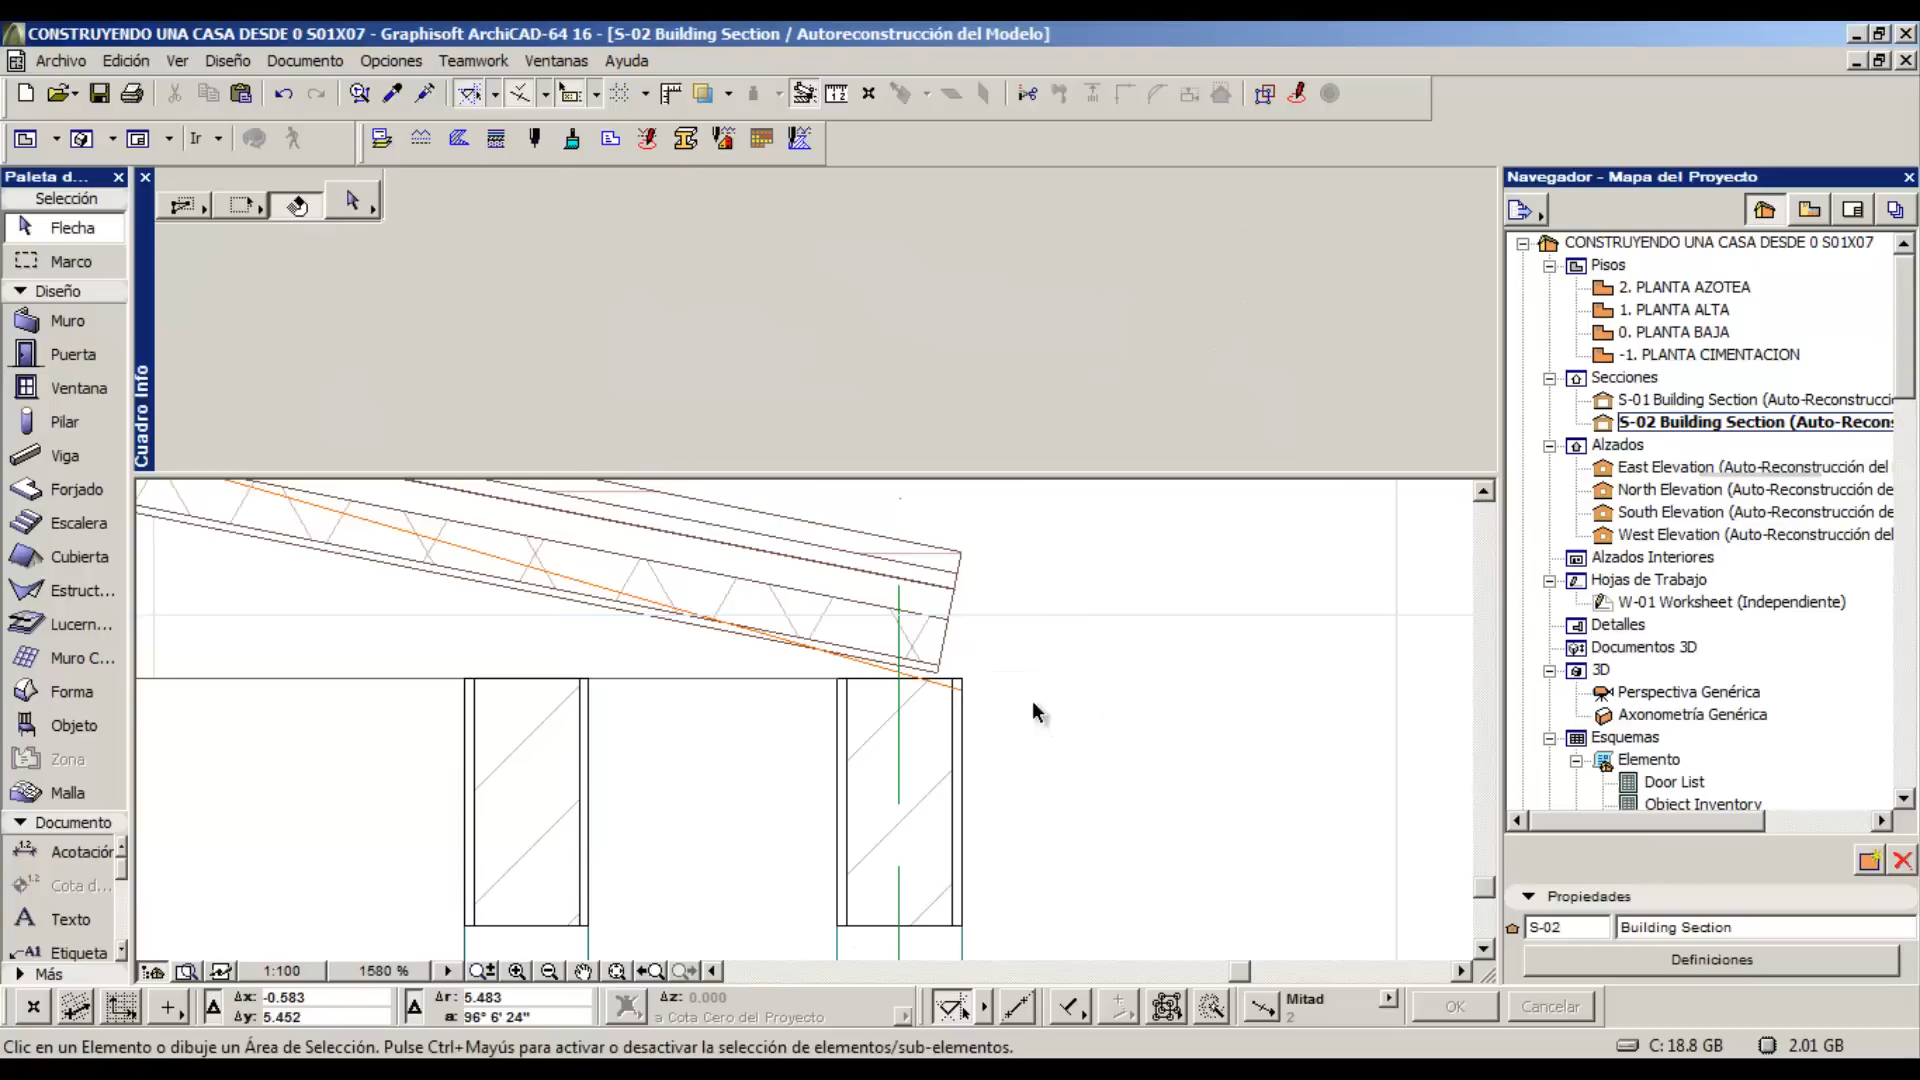 CONSTRUYENDO UNA CASA DESDE 0 S01X07 - Graphisoft ArchiCAD-64 16 - [S-02 Building Section / Autoreconstrucción del Modelo]
Archivo Edición Ver Diseño Documento Opciones Teamwork Ventanas Ayuda
Ir
Paleta d...
Selección
Flecha
Marco
Diseño
Muro
Puerta
Ventana
Pilar
Viga
Forjado
Escalera
Cubierta
Estruct...
Lucern...
Muro C...
Forma
Objeto
Zona
Malla
Documento
Acotación
Cota d...
Texto
Etiqueta
Más
Cuadro Info
Navegador - Mapa del Proyecto
CONSTRUYENDO UNA CASA DESDE 0 S01X07
Pisos
2. PLANTA AZOTEA
1. PLANTA ALTA
0. PLANTA BAJA
-1. PLANTA CIMENTACION
Secciones
S-01 Building Section (Auto-Reconstrucci
S-02 Building Section (Auto-Recons
Alzados
East Elevation (Auto-Reconstrucción del
North Elevation (Auto-Reconstrucción de
South Elevation (Auto-Reconstrucción de
West Elevation (Auto-Reconstrucción del
Alzados Interiores
Hojas de Trabajo
W-01 Worksheet (Independiente)
Detalles
Documentos 3D
3D
Perspectiva Genérica
Axonometría Genérica
Esquemas
Elemento
Door List
Object Inventory
Propiedades
S-02 Building Section
Definiciones
1:100 1580 %
Δx: -0.583
Δy: 5.452
Δr: 5.483
a: 96° 6' 24"
Δz: 0.000
a Cota Cero del Proyecto
Mitad
2
OK Cancelar
Clic en un Elemento o dibuje un Área de Selección. Pulse Ctrl+Mayús para activar o desactivar la selección de elementos/sub-elementos.
C: 18.8 GB 2.01 GB